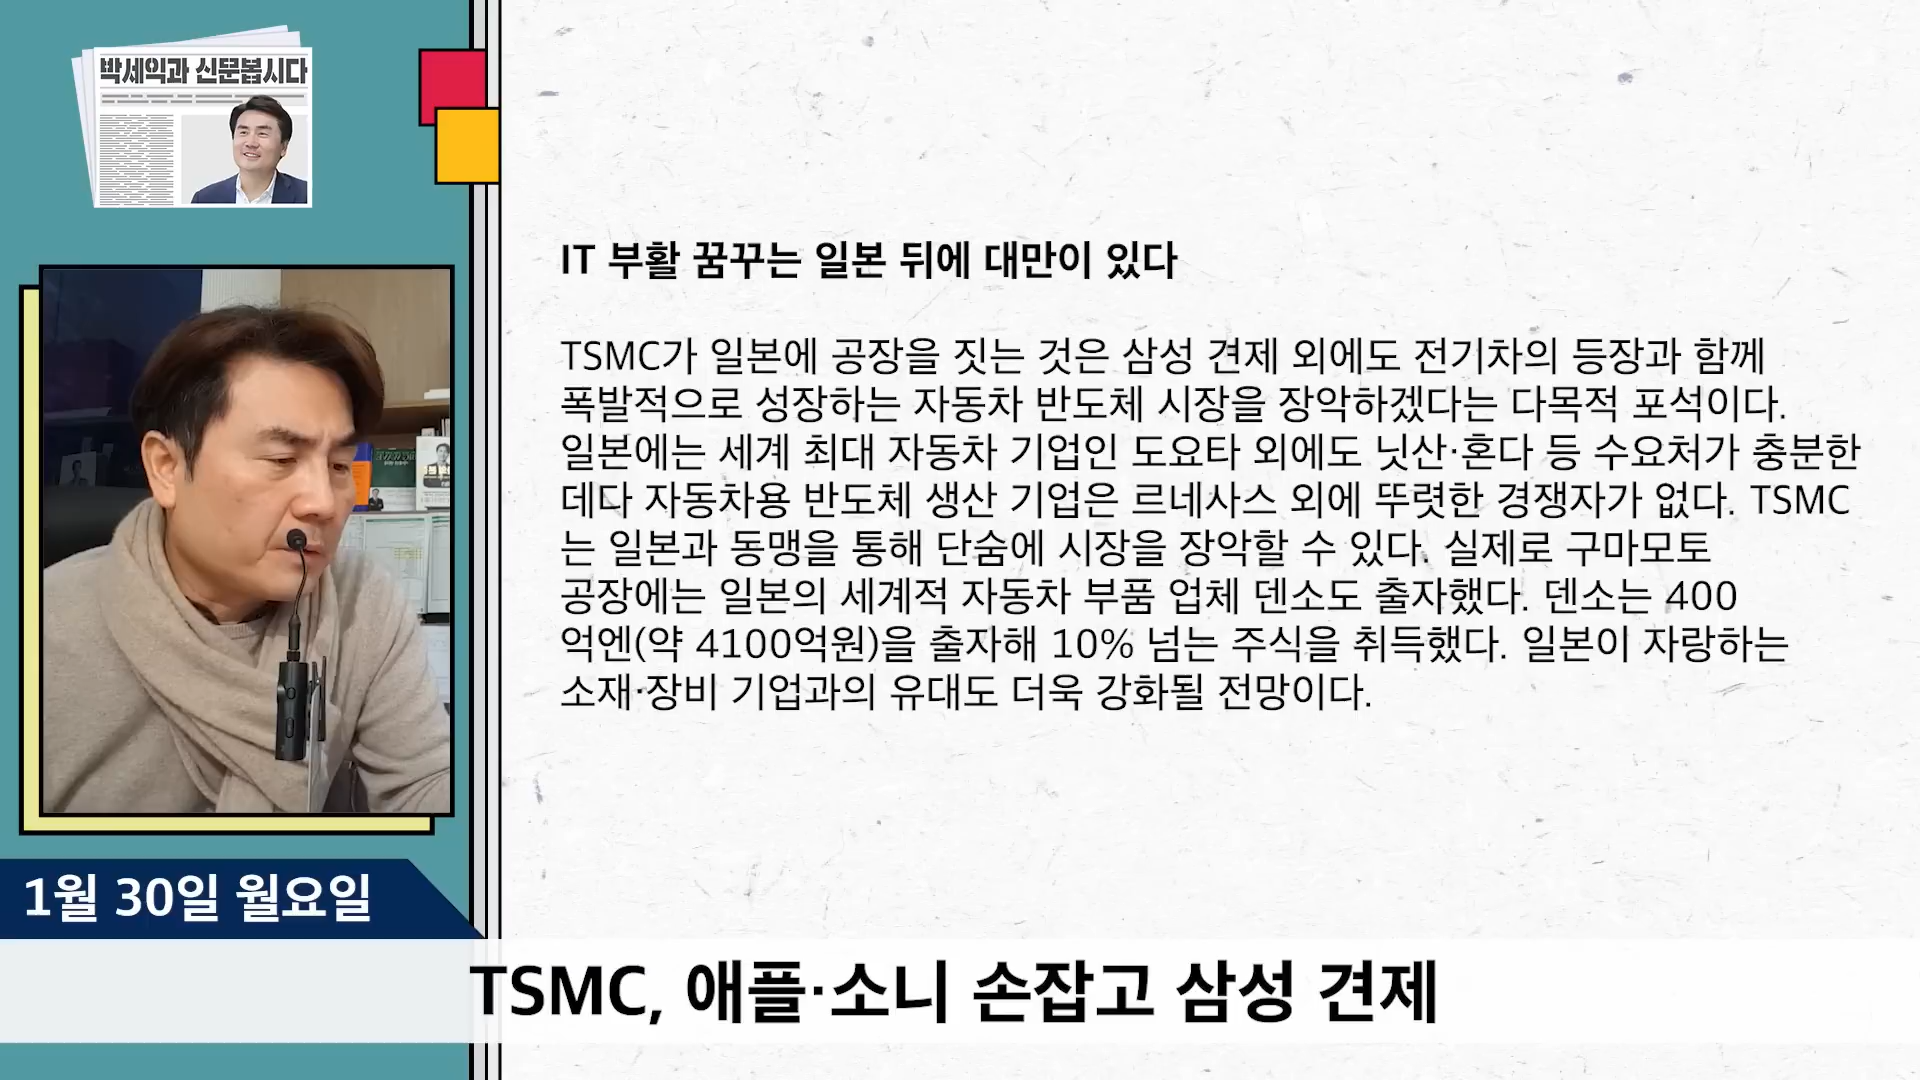 박세익과 신문봅시다
IT 부활 꿈꾸는 일본 뒤에 대만이 있다
TSMC가 일본에 공장을 짓는 것은 삼성 견제 외에도 전기차의 등장과 함께
폭발적으로 성장하는 자동차 반도체 시장을 장악하겠다는 다목적 포석이다.
일본에는 세계 최대 자동차 기업인 도요타 외에도 닛산·혼다 등 수요처가 충분한
데다 자동차용 반도체 생산 기업은 르네사스 외에 뚜렷한 경쟁자가 없다. TSMC
는 일본과 동맹을 통해 단숨에 시장을 장악할 수 있다. 실제로 구마모토
공장에는 일본의 세계적 자동차 부품 업체 덴소도 출자했다. 덴소는 400
억엔(약 4100억원)을 출자해 10% 넘는 주식을 취득했다. 일본이 자랑하는
소재·장비 기업과의 유대도 더욱 강화될 전망이다.
1월 30일 월요일
TSMC, 애플·소니 손잡고 삼성 견제